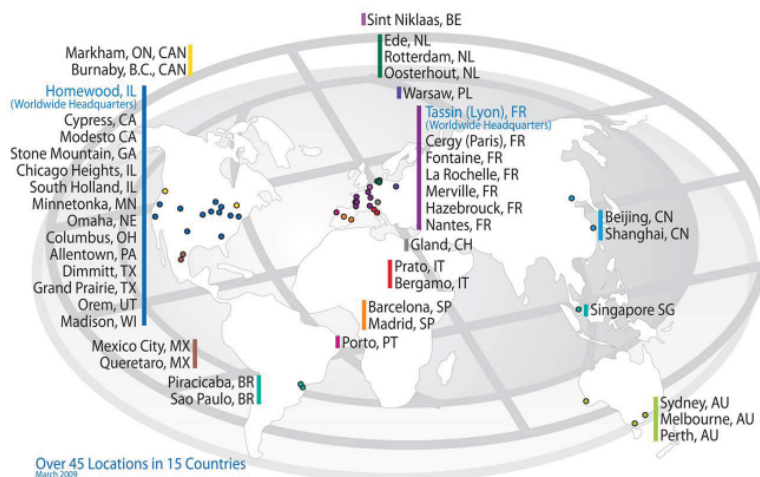 Sint Niklaas, BE
Ede, NL
Rotterdam, NL
Oosterhout, NL
Markham, ON, CAN
Burnaby, B.C., CAN
Warsaw, PL
Homewood, IL
(Worldwide Headquarters)
Cypress, CA
Modesto CA
Stone Mountain, GA
Chicago Heights, IL
South Holland, IL
Minnetonka, MN
Omaha, NE
Columbus, OH
Allentown, PA
Dimmitt, TX
Grand Prairie, TX
Orem, UT
Madison, WI
Tassin (Lyon), FR
(Worldwide Headquarters)
Cergy (Paris), FR
Fontaine, FR
La Rochelle, FR
Merville, FR
Hazebrouck, FR
Nantes, FR
Gland, CH
Prato, IT
Bergamo, IT
Barcelona, SP
Madrid, SP
Porto, PT
Beijing, CN
Shanghai, CN
Singapore SG
Mexico City, MX
Queretaro, MX
Piracicaba, BR
Sao Paulo, BR
Sydney, AU
Melbourne, AU
Perth, AU
Over 45 Locations in 15 Countries
March 2009